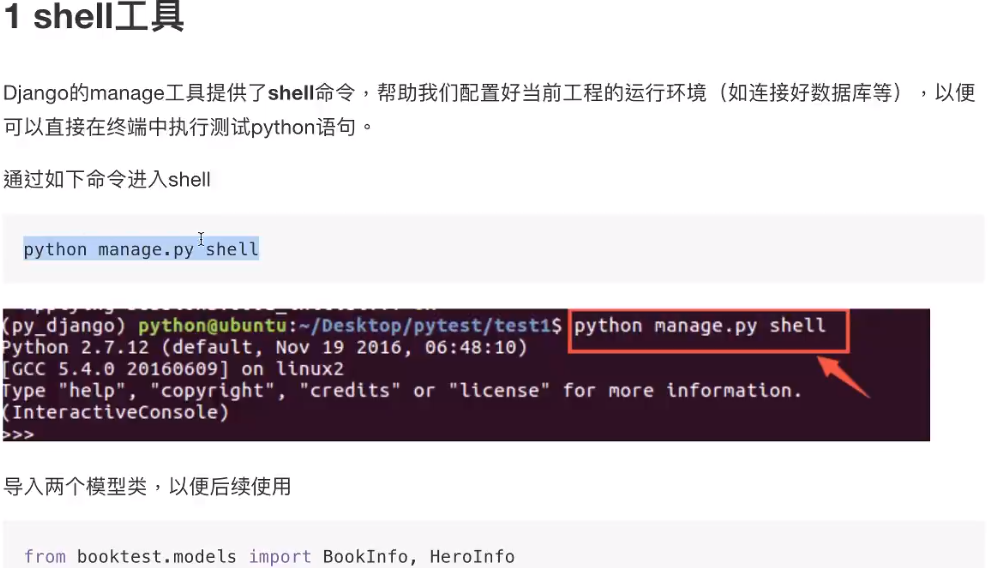 1 shell工具
Django的manage工具提供了shell命令，帮助我们配置好当前工程的运行环境（如连接好数据库等），以便
可以直接在终端中执行测试python语句。
通过如下命令进入shell
python manage.py shell
(py_django) python@ubuntu:~/Desktop/pytest/test1$ python manage.py shell
Python 2.7.12 (default, Nov 19 2016, 06:48:10)
[GCC 5.4.0 20160609] on linux2
Type "help", "copyright", "credits" or "license" for more information.
(InteractiveConsole)
>>>
导入两个模型类，以便后续使用
from booktest.models import BookInfo, HeroInfo